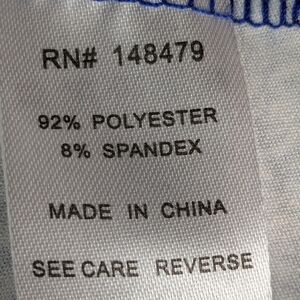 RN# 148479
92% POLYESTER
8% SPANDEX
MADE IN CHINA
SEE CARE REVERSE